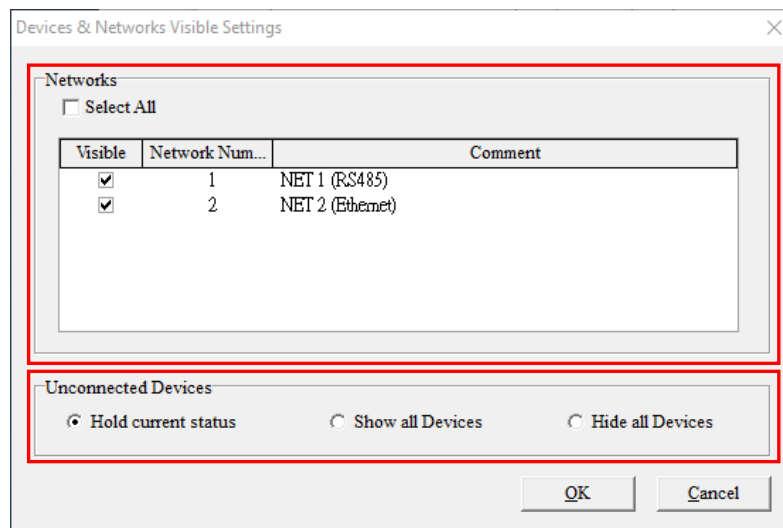 Devices & Networks Visible Settings
Networks
Select All
Visible Network Num... Comment
1 NET 1 (RS485)
2 NET 2 (Ethernet)
Unconnected Devices
Hold current status Show all Devices Hide all Devices
OK Cancel